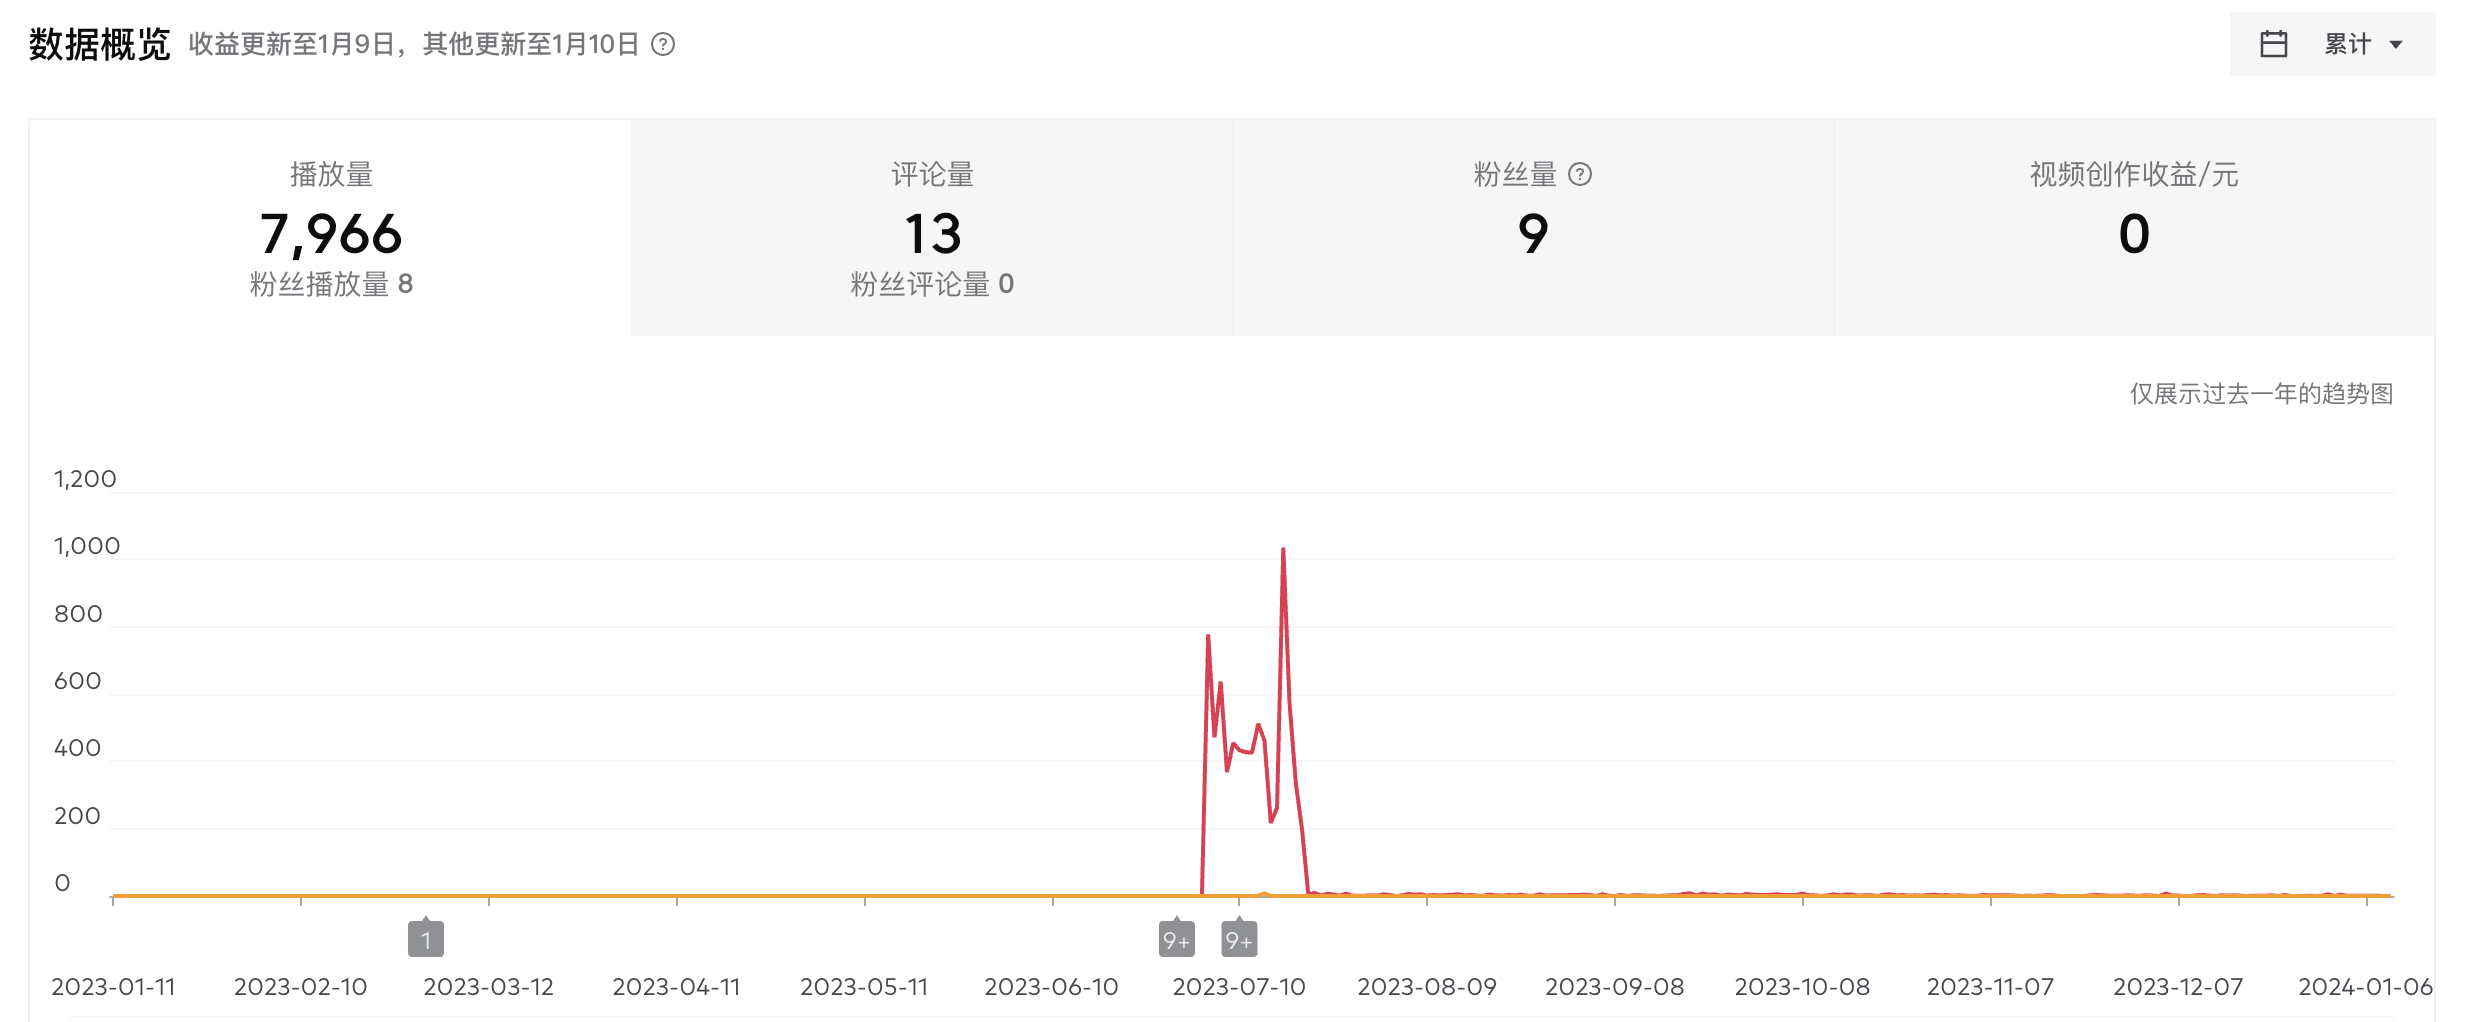 数据概览 收益更新至1月9日，其他更新至1月10日 ?
累计
播放量
7,966
粉丝播放量 8
评论量
13
粉丝评论量 0
粉丝量 ?
9
视频创作收益/元
0
仅展示过去一年的趋势图
1,200
1,000
800
600
400
200
0
1 9+ 9+
2023-01-11 2023-02-10 2023-03-12 2023-04-11 2023-05-11 2023-06-10 2023-07-10 2023-08-09 2023-09-08 2023-10-08 2023-11-07 2023-12-07 2024-01-06